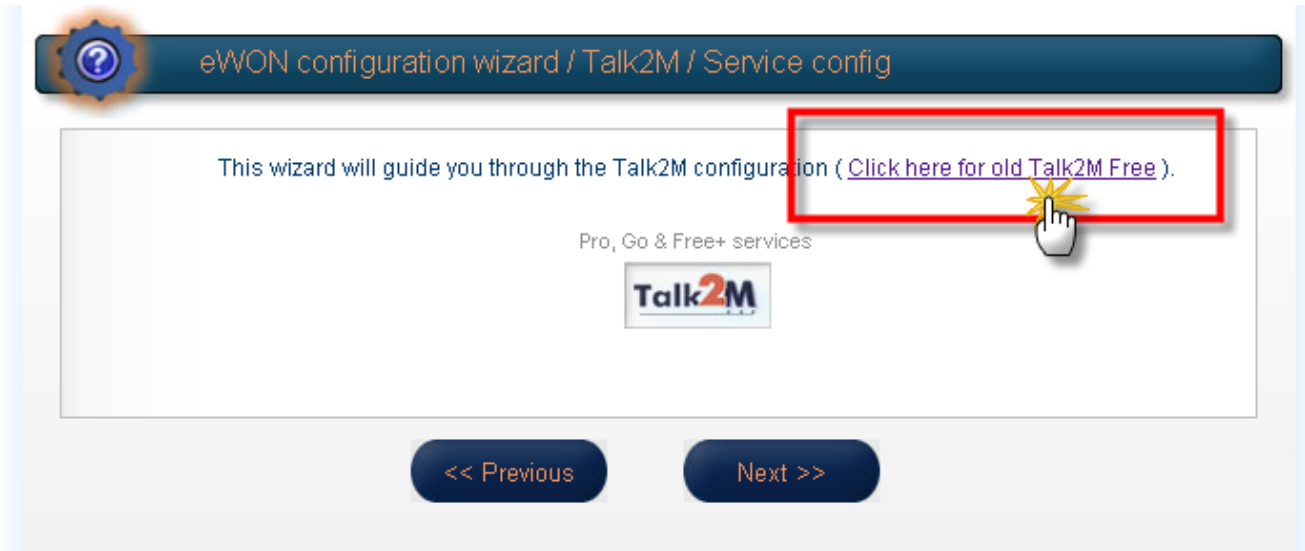 eWON configuration wizard / Talk2M / Service config
This wizard will guide you through the Talk2M configuration ( Click here for old Talk2M Free ).
Pro, Go & Free+ services
Talk2M
<< Previous
Next >>